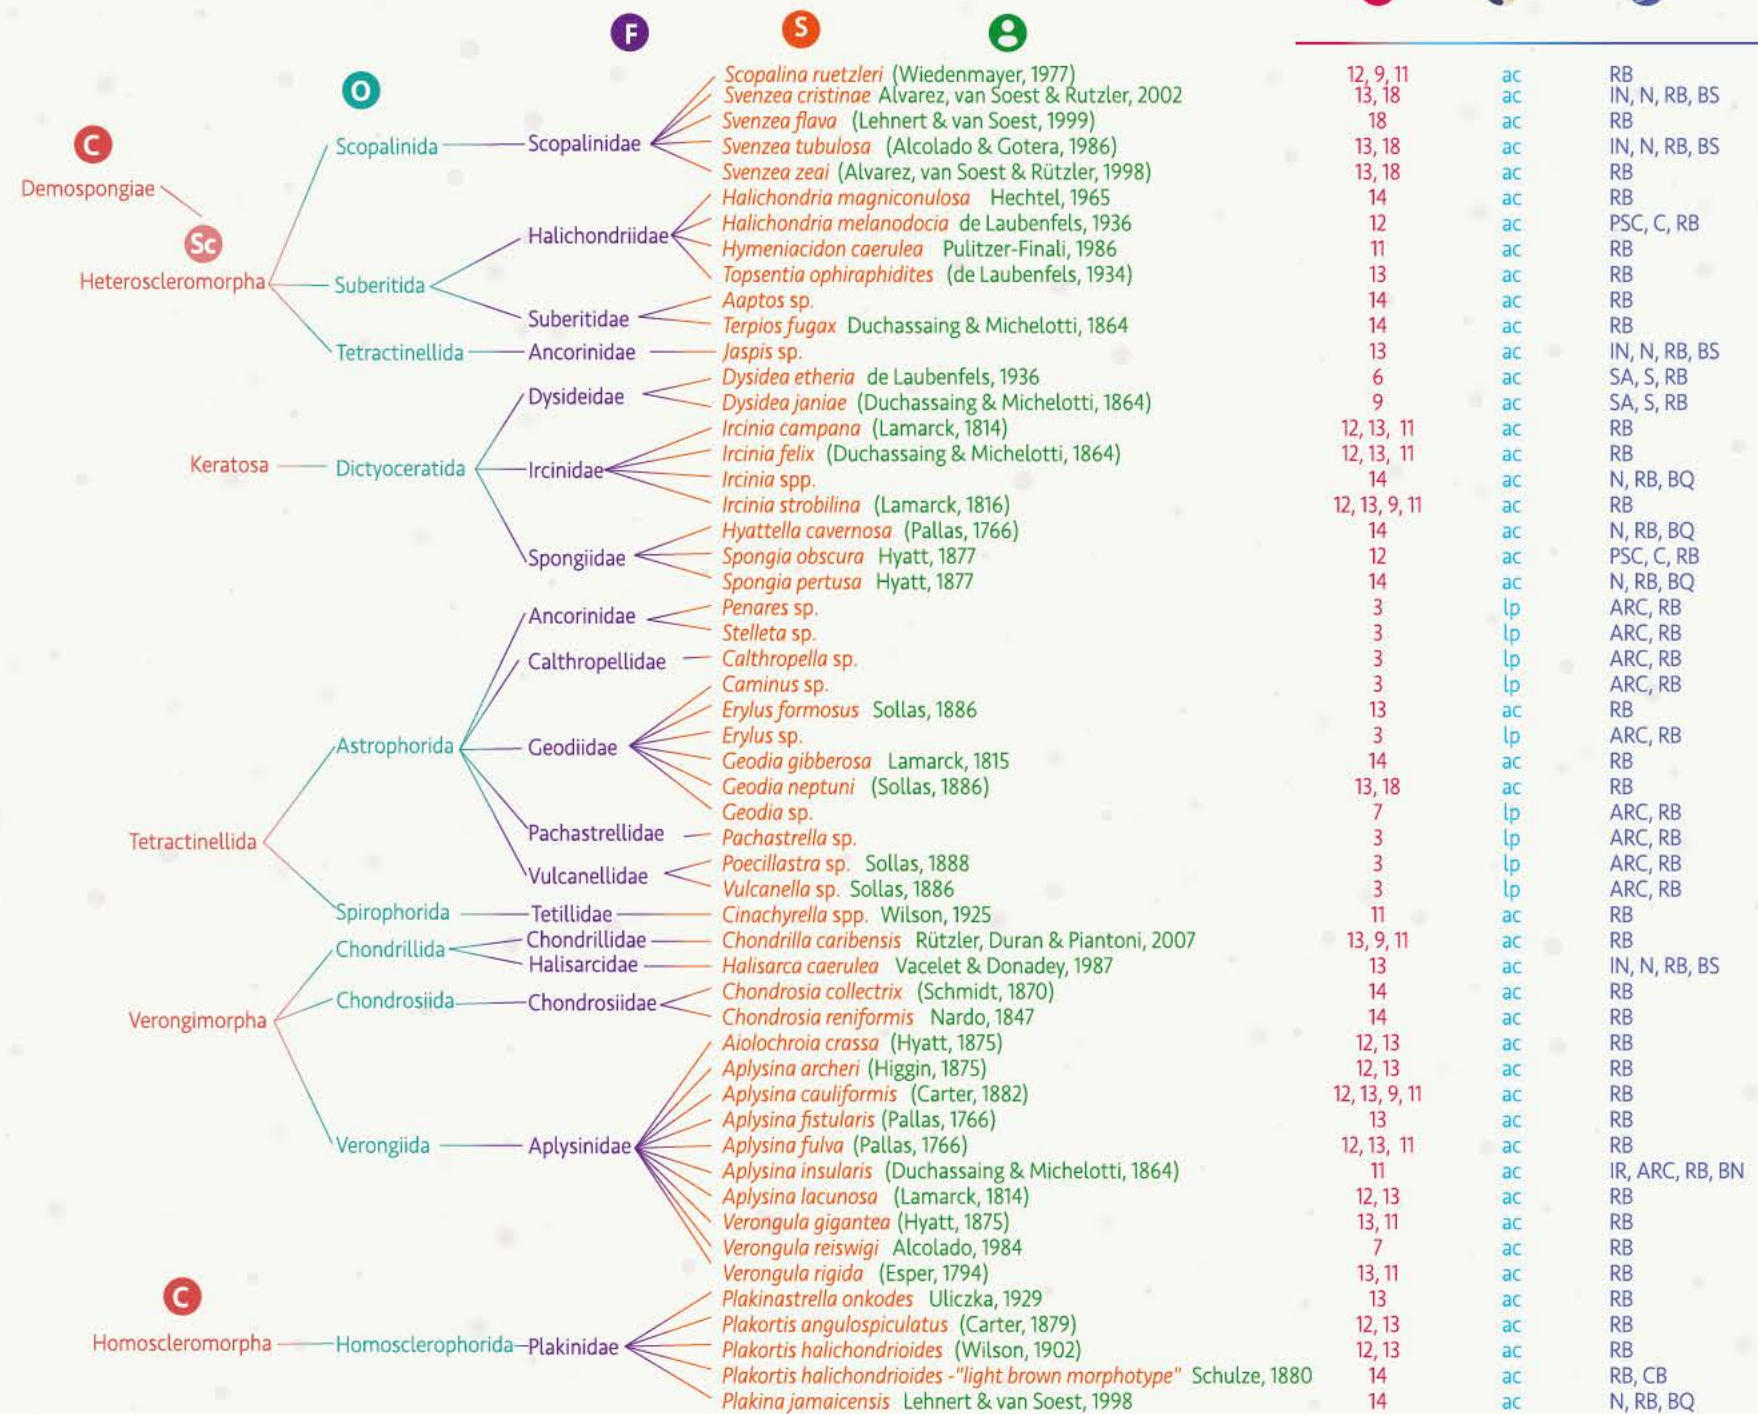 F S
O
C
Sc
Demospongiae
Heteroscleromorpha
Scopalinida Scopalinidae
Scopalina ruetzleri (Wiedenmayer, 1977) 12, 9, 11 ac RB
Svenzea cristinae Alvarez, van Soest & Rutzler, 2002 13, 18 ac IN, N, RB, BS
Svenzea flava (Lehnert & van Soest, 1999) 18 ac RB
Svenzea tubulosa (Alcolado & Gotera, 1986) 13, 18 ac IN, N, RB, BS
Svenzea zeai (Alvarez, van Soest & Rützler, 1998) 13, 18 ac RB
Suberitida Halichondriidae
Halichondria magniconulosa Hechtel, 1965 14 ac RB
Halichondria melanodocia de Laubenfels, 1936 12 ac PSC, C, RB
Hymeniacidon caerulea Pulitzer-Finali, 1986 11 ac RB
Topsentia ophiraphidites (de Laubenfels, 1934) 13 ac RB
Suberitidae
Aaptos sp. 14 ac RB
Terpios fugax Duchassaing & Michelotti, 1864 14 ac RB
Tetractinellida Ancorinidae Jaspis sp. 13 ac IN, N, RB, BS
Keratosa Dictyoceratida
Dysideidae
Dysidea etheria de Laubenfels, 1936 6 ac SA, S, RB
Dysidea janiae (Duchassaing & Michelotti, 1864) 9 ac SA, S, RB
Ircinidae
Ircinia campana (Lamarck, 1814) 12, 13, 11 ac RB
Ircinia felix (Duchassaing & Michelotti, 1864) 12, 13, 11 ac RB
Ircinia spp. 14 ac N, RB, BQ
Ircinia strobilina (Lamarck, 1816) 12, 13, 9, 11 ac RB
Spongiidae
Hyattella cavernosa (Pallas, 1766) 14 ac N, RB, BQ
Spongia obscura Hyatt, 1877 12 ac PSC, C, RB
Spongia pertusa Hyatt, 1877 14 ac N, RB, BQ
Tetractinellida
Astrophorida
Ancorinidae
Penares sp. 3 lp ARC, RB
Stelleta sp. 3 lp ARC, RB
Calthropellidae Calthropella sp. 3 lp ARC, RB
Geodiidae
Caminus sp. 3 lp ARC, RB
Erylus formosus Sollas, 1886 13 ac RB
Erylus sp. 3 lp ARC, RB
Geodia gibberosa Lamarck, 1815 14 ac RB
Geodia neptuni (Sollas, 1886) 13, 18 ac RB
Geodia sp. 7 lp ARC, RB
Pachastrellidae Pachastrella sp. 3 lp ARC, RB
Vulcanellidae
Poecillastra sp. Sollas, 1888 3 lp ARC, RB
Vulcanella sp. Sollas, 1886 3 lp ARC, RB
Spirophorida Tetillidae Cinachyrella spp. Wilson, 1925 11 ac RB
Verongimorpha
Chondrillida
Chondrillidae Chondrilla caribensis Rützler, Duran & Piantoni, 2007 13, 9, 11 ac RB
Halisarcidae Halisarca caerulea Vacelet & Donadey, 1987 13 ac IN, N, RB, BS
Chondrosiida Chondrosiidae
Chondrosia collectrix (Schmidt, 1870) 14 ac RB
Chondrosia reniformis Nardo, 1847 14 ac RB
Verongiida Aplysinidae
Aiolochroia crassa (Hyatt, 1875) 12, 13 ac RB
Aplysina archeri (Higgin, 1875) 12, 13 ac RB
Aplysina cauliformis (Carter, 1882) 12, 13, 9, 11 ac RB
Aplysina fistularis (Pallas, 1766) 13 ac RB
Aplysina fulva (Pallas, 1766) 12, 13, 11 ac RB
Aplysina insularis (Duchassaing & Michelotti, 1864) 11 ac IR, ARC, RB, BN
Aplysina lacunosa (Lamarck, 1814) 12, 13 ac RB
Verongula gigantea (Hyatt, 1875) 13, 11 ac RB
Verongula reiswigi Alcolado, 1984 7 ac RB
Verongula rigida (Esper, 1794) 13, 11 ac RB
C
Homoscleromorpha Homosclerophorida Plakinidae
Plakinastrella onkodes Uliczka, 1929 13 ac RB
Plakortis angulospiculatus (Carter, 1879) 12, 13 ac RB
Plakortis halichondrioides (Wilson, 1902) 12, 13 ac RB
Plakortis halichondrioides -"light brown morphotype" Schulze, 1880 14 ac RB, CB
Plakina jamaicensis Lehnert & van Soest, 1998 14 ac N, RB, BQ